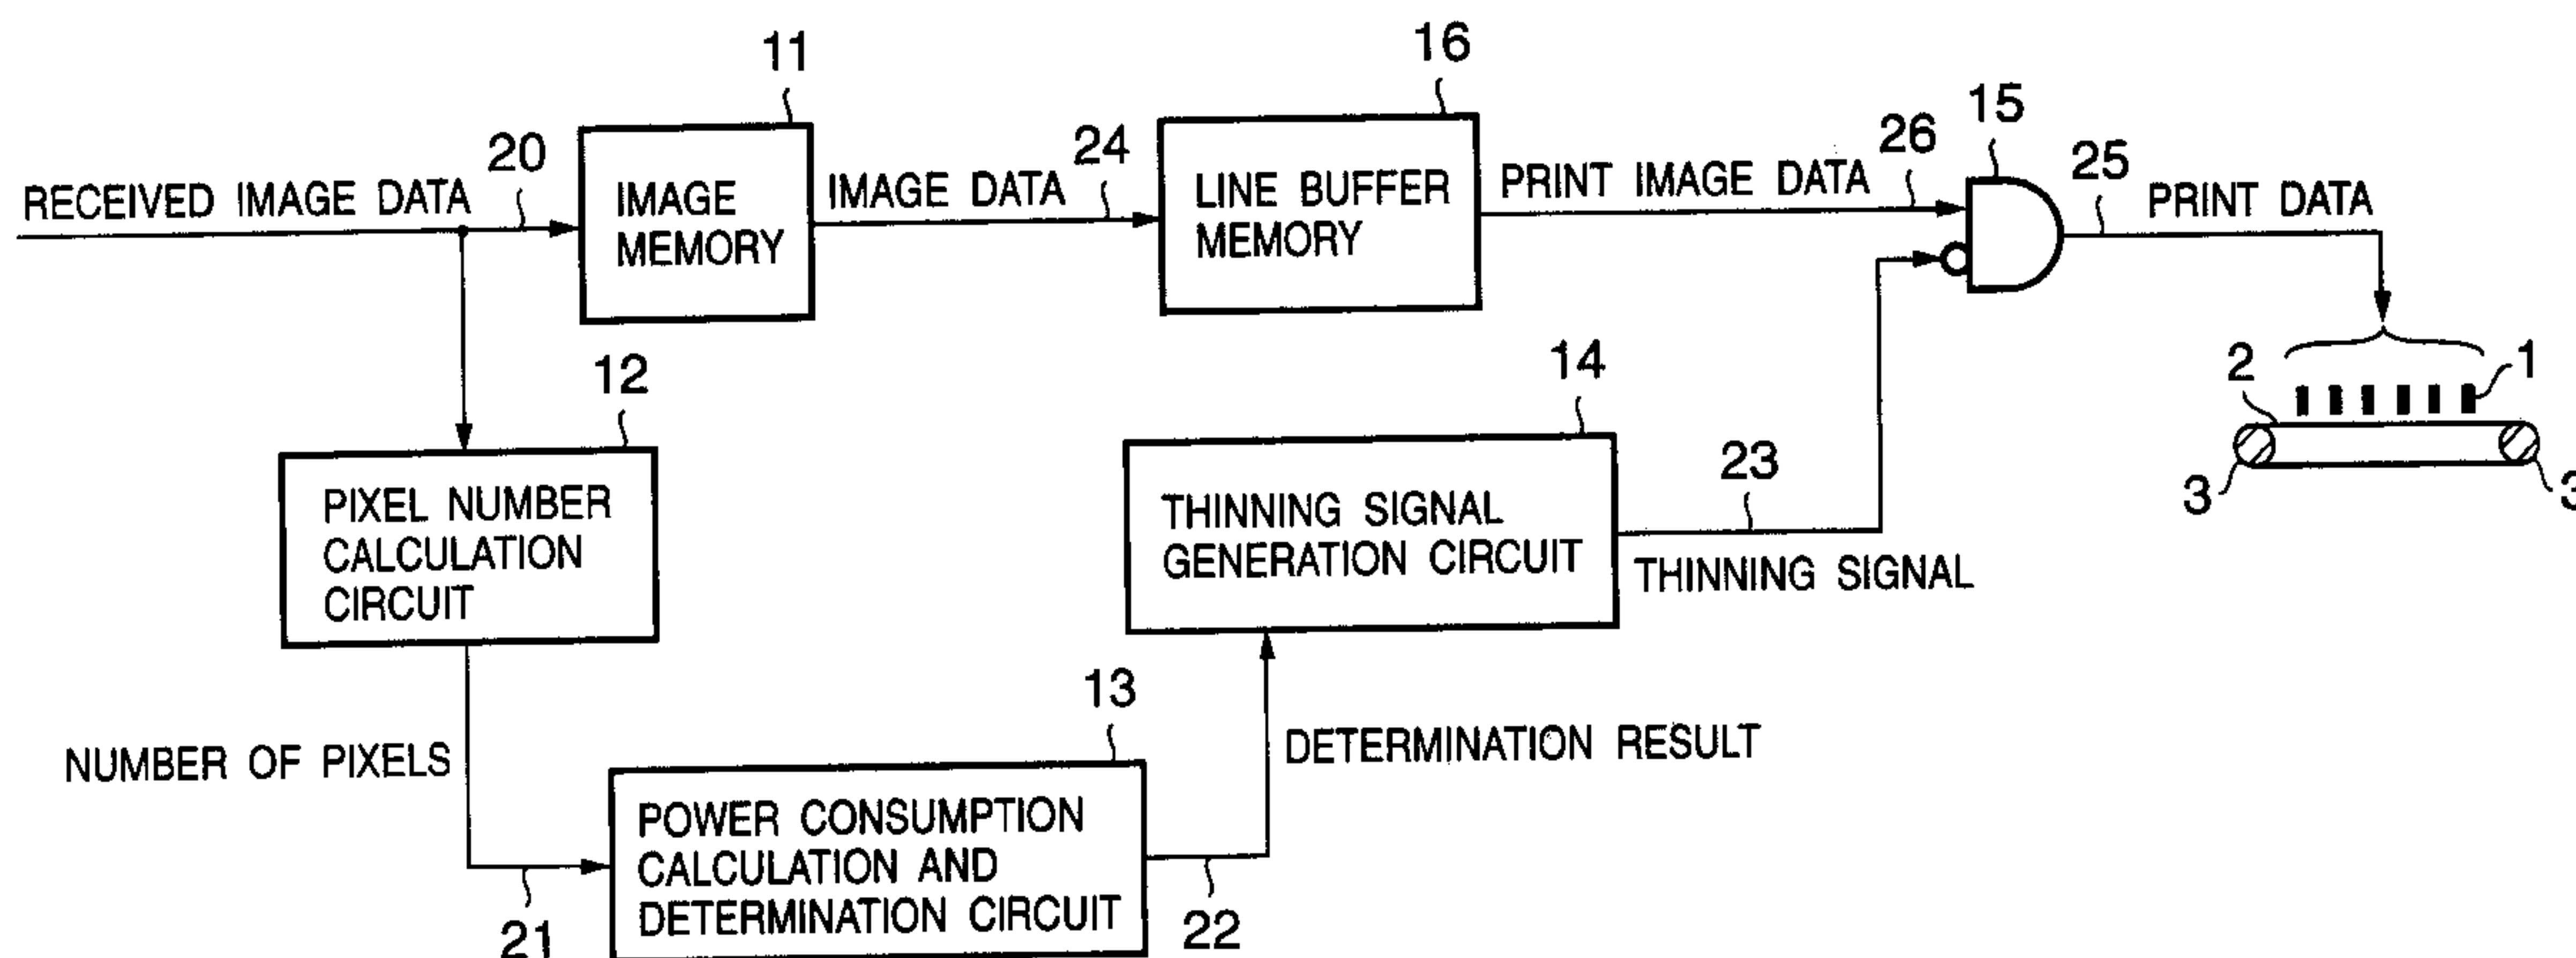 11
16
15
20
24
26
25
RECEIVED IMAGE DATA
IMAGE
MEMORY
IMAGE DATA
LINE BUFFER
MEMORY
PRINT IMAGE DATA
PRINT DATA
12
14
2
1
3
3
PIXEL NUMBER
CALCULATION
CIRCUIT
THINNING SIGNAL
GENERATION CIRCUIT
23
THINNING SIGNAL
13
NUMBER OF PIXELS
DETERMINATION RESULT
POWER CONSUMPTION
CALCULATION AND
DETERMINATION CIRCUIT
21
22